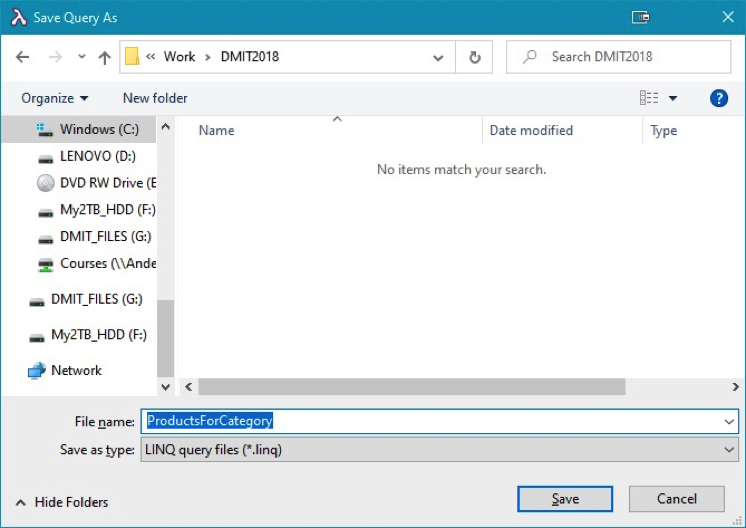 Save Query As
« Work > DMIT2018
Search DMIT2018
Organize
New folder
?
Name
Date modified
Type
Windows (C:)
LENOVO (D:)
DVD RW Drive (E
My2TB_HDD (F:)
DMIT_FILES (G:)
Courses (\\Ande
DMIT_FILES (G:)
My2TB_HDD (F:)
Network
No items match your search.
File name: ProductsForCategory
Save as type: LINQ query files (*.linq)
Hide Folders
Save
Cancel